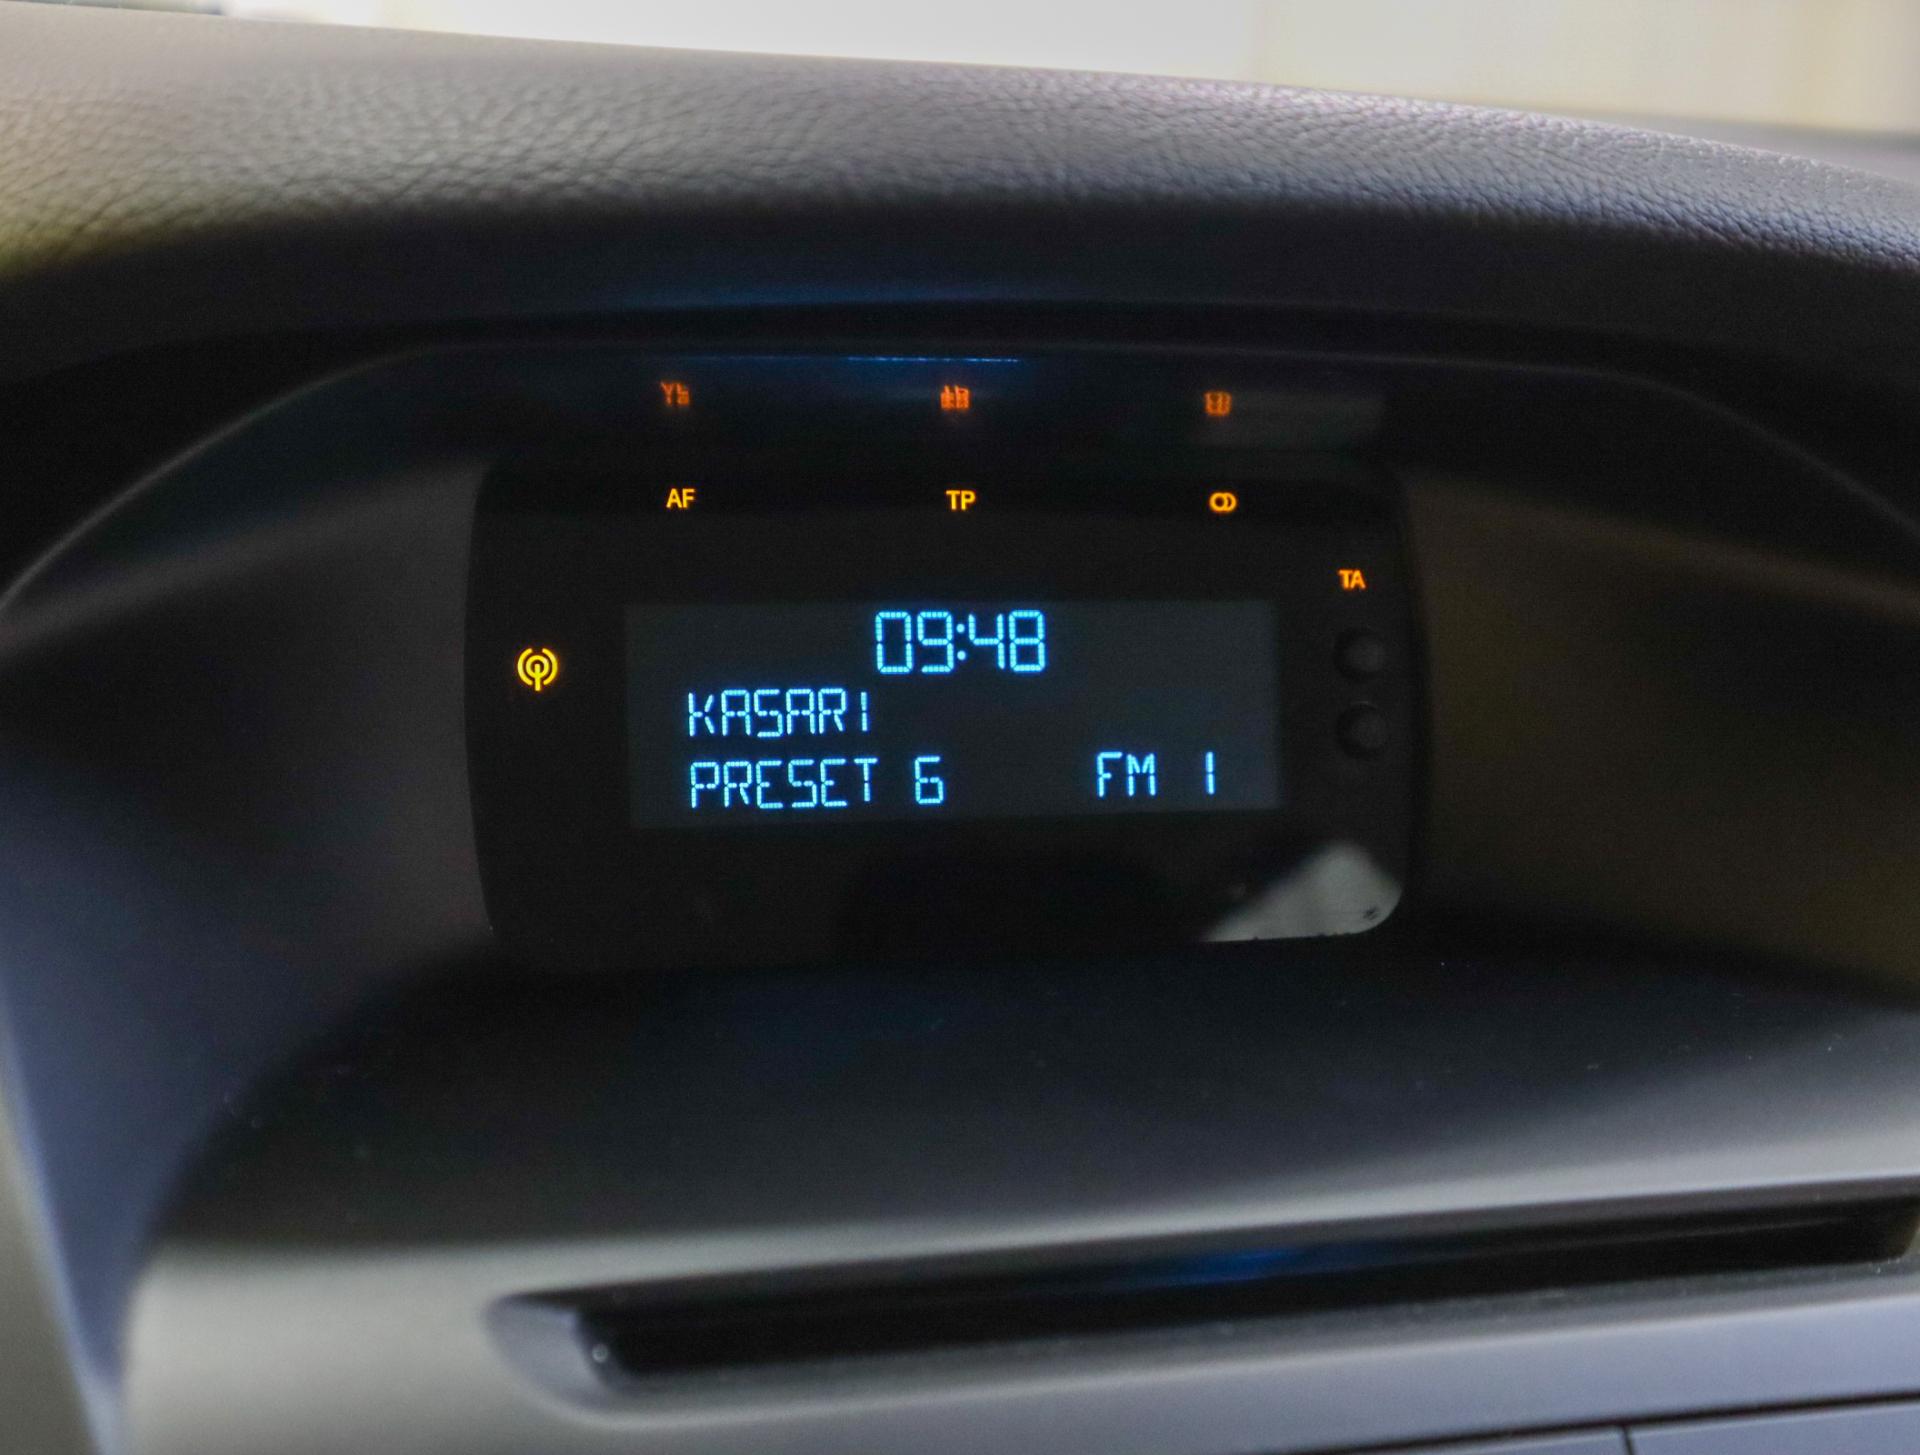 AF TP
TA
09:48
KASARI
PRESET 6 FM 1